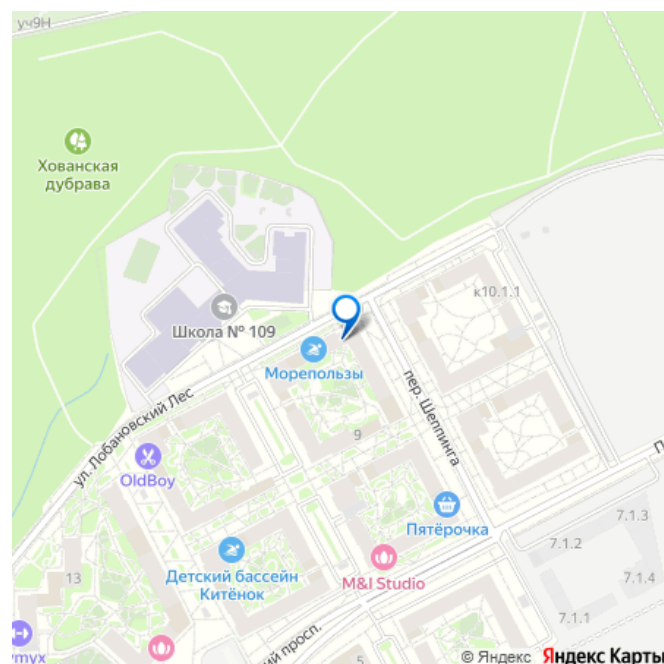 уч9Н
Хованская
дубрава
к10.1.1
Школа № 109
Морепользы
пер. Шеппинга
ул. Лобановский Лес
9
OldBoy
Пятёрочка
7.1.3
7.1.2
Детский бассейн
Китёнок
M&I Studio
7.1.4
13
7.1.1
5
ий просп.
© Яндекс Яндекс Карты